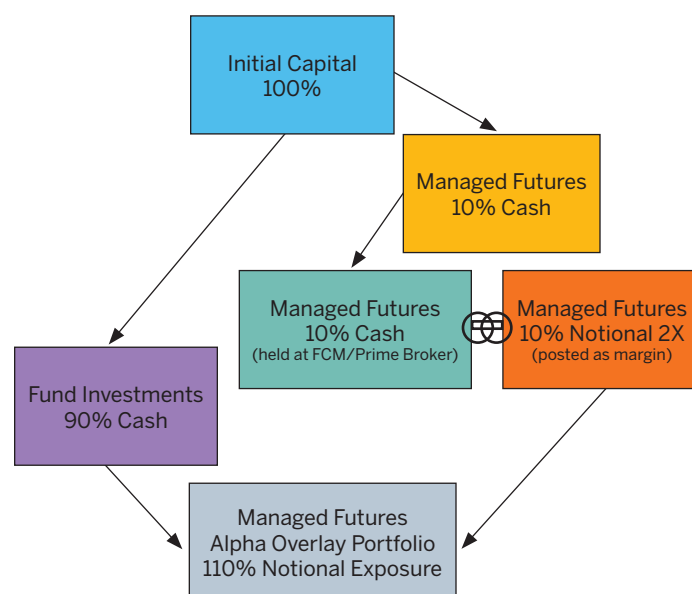 Initial Capital
100%
Managed Futures
10% Cash
Managed Futures
10% Cash
(held at FCM/Prime Broker)
Managed Futures
10% Notional 2X
(posted as margin)
Fund Investments
90% Cash
Managed Futures
Alpha Overlay Portfolio
110% Notional Exposure